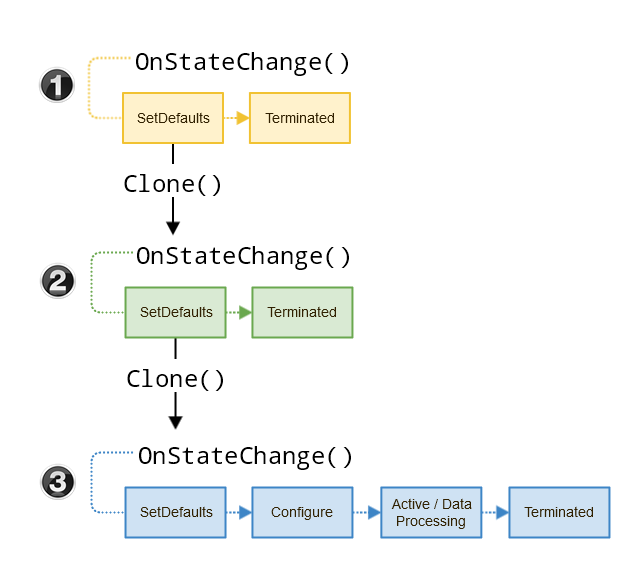 OnStateChange()
1
SetDefaults
Terminated
Clone()
OnStateChange()
2
SetDefaults
Terminated
Clone()
OnStateChange()
3
SetDefaults
Configure
Active / Data
Processing
Terminated